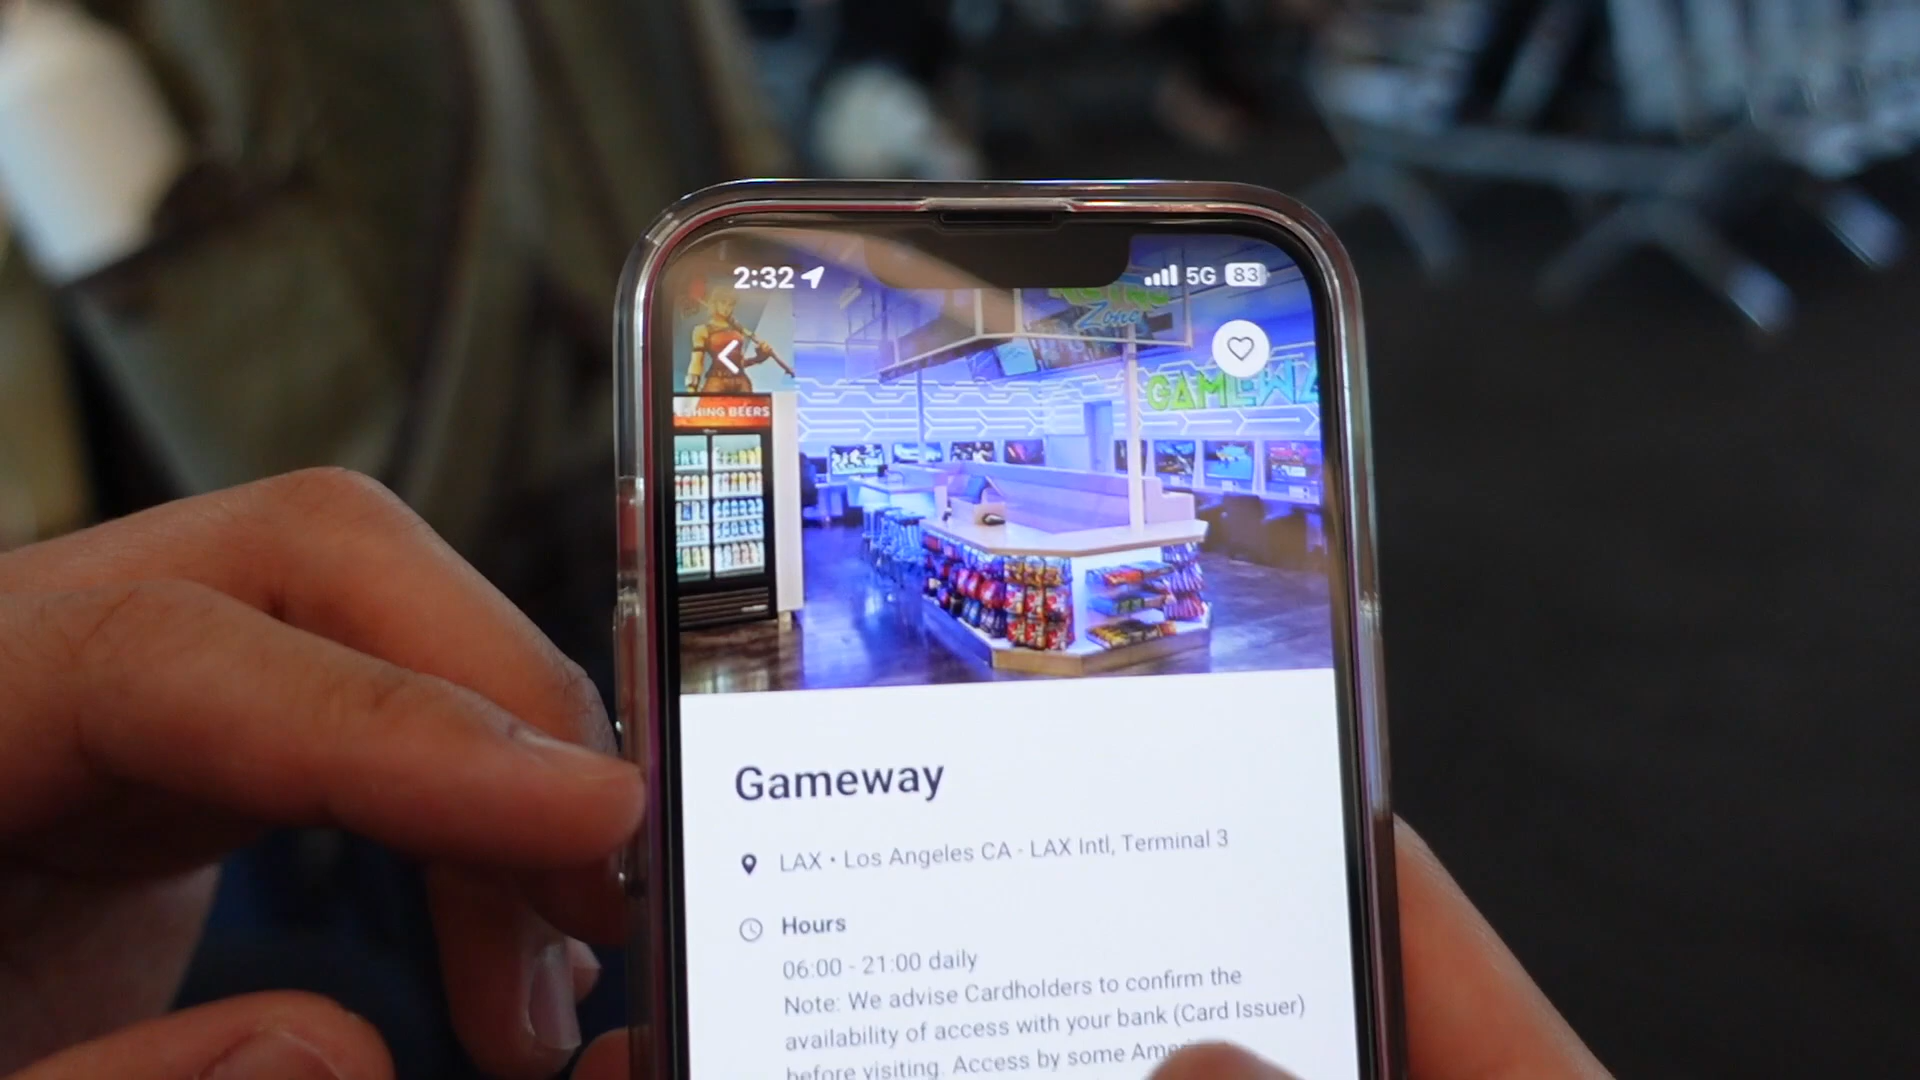 2:32
5G 83
Zone
SHING BEERS
Gameway
LAX • Los Angeles CA - LAX Intl, Terminal 3
Hours
06:00 - 21:00 daily
Note: We advise Cardholders to confirm the
availability of access with your bank (Card Issuer)
before visiting. Access by some